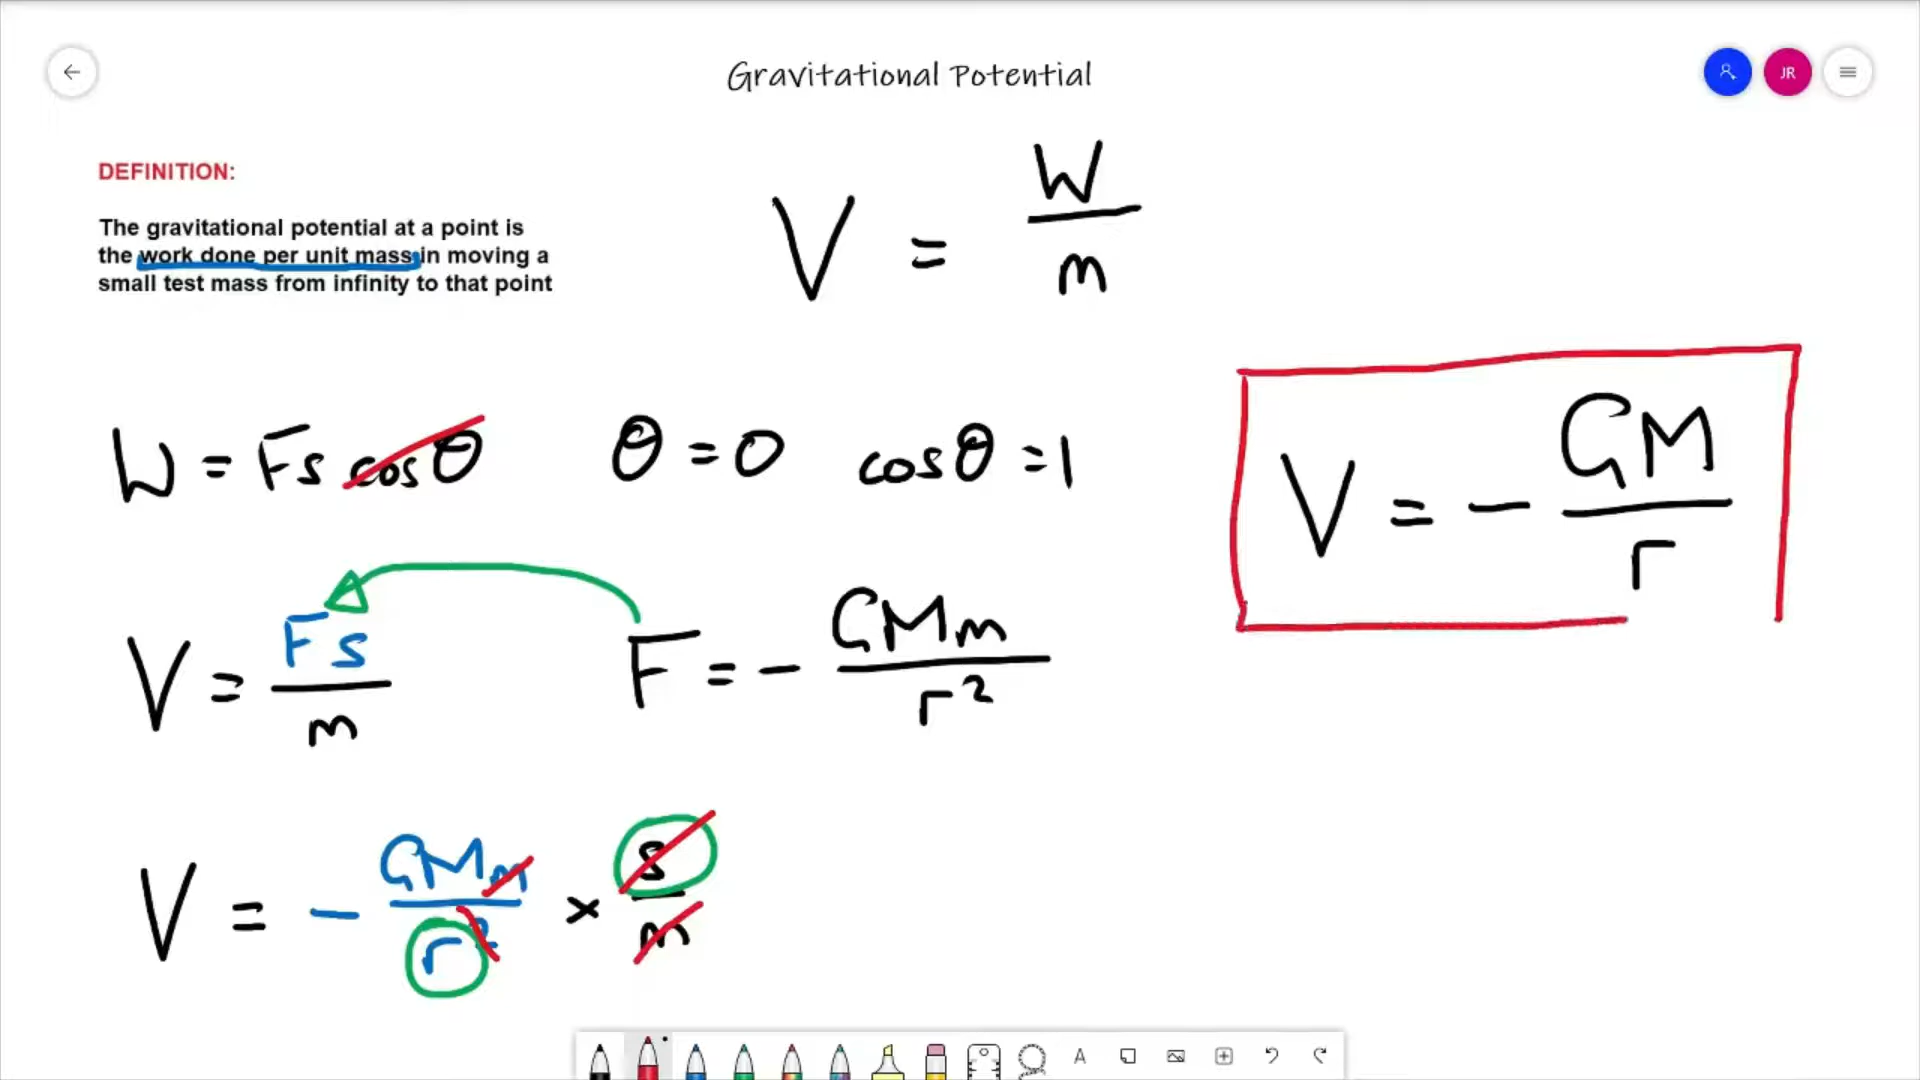 Gravitational Potential
JR
DEFINITION:
The gravitational potential at a point is
the work done per unit mass in moving a
small test mass from infinity to that point
V = W/m
W = Fs cosθ θ = 0 cosθ = 1
V = - GM/r
V = Fs/m F = - GMm/r²
V = - GMm/r² × s/m
A